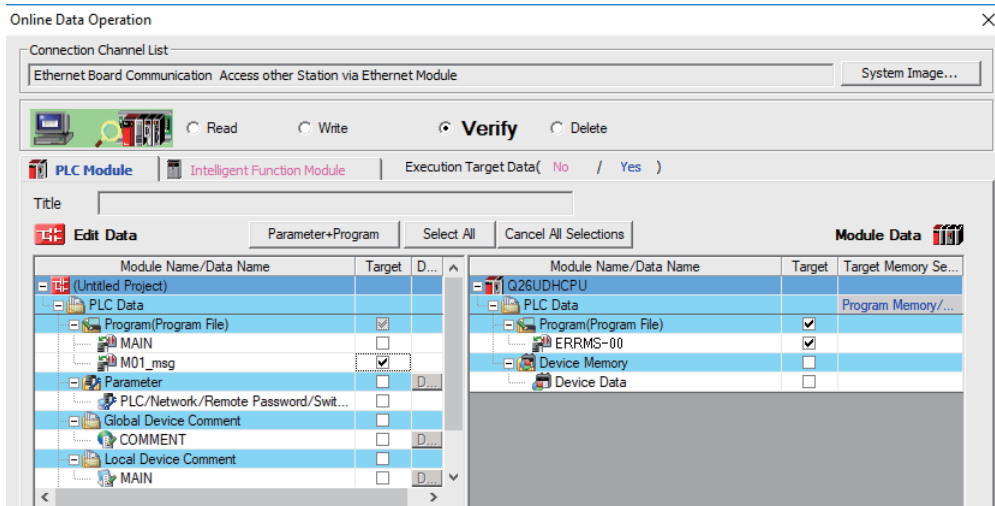 Online Data Operation
Connection Channel List
Ethernet Board Communication Access other Station via Ethernet Module
System Image...
Read Write Verify Delete
PLC Module Intelligent Function Module Execution Target Data( No / Yes )
Title
Edit Data Parameter+Program Select All Cancel All Selections Module Data
Module Name/Data Name Target D... Module Name/Data Name Target Target Memory Se...
(Untitled Project) Q26UDHCPU
PLC Data PLC Data Program Memory/...
Program(Program File) Program(Program File)
MAIN ERRMS-00
M01_msg Device Memory
Parameter D... Device Data
PLC/Network/Remote Password/Swit...
Global Device Comment
COMMENT D...
Local Device Comment
MAIN D...